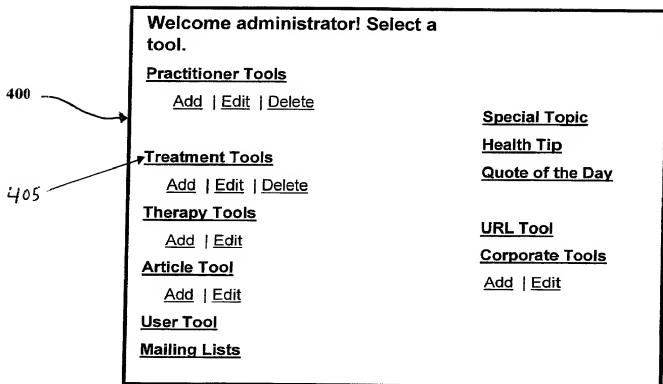 Welcome administrator! Select a
tool.
Practitioner Tools
Add | Edit | Delete
400
Treatment Tools
Add | Edit | Delete
405
Therapy Tools
Add | Edit
Article Tool
Add | Edit
User Tool
Mailing Lists
Special Topic
Health Tip
Quote of the Day
URL Tool
Corporate Tools
Add | Edit